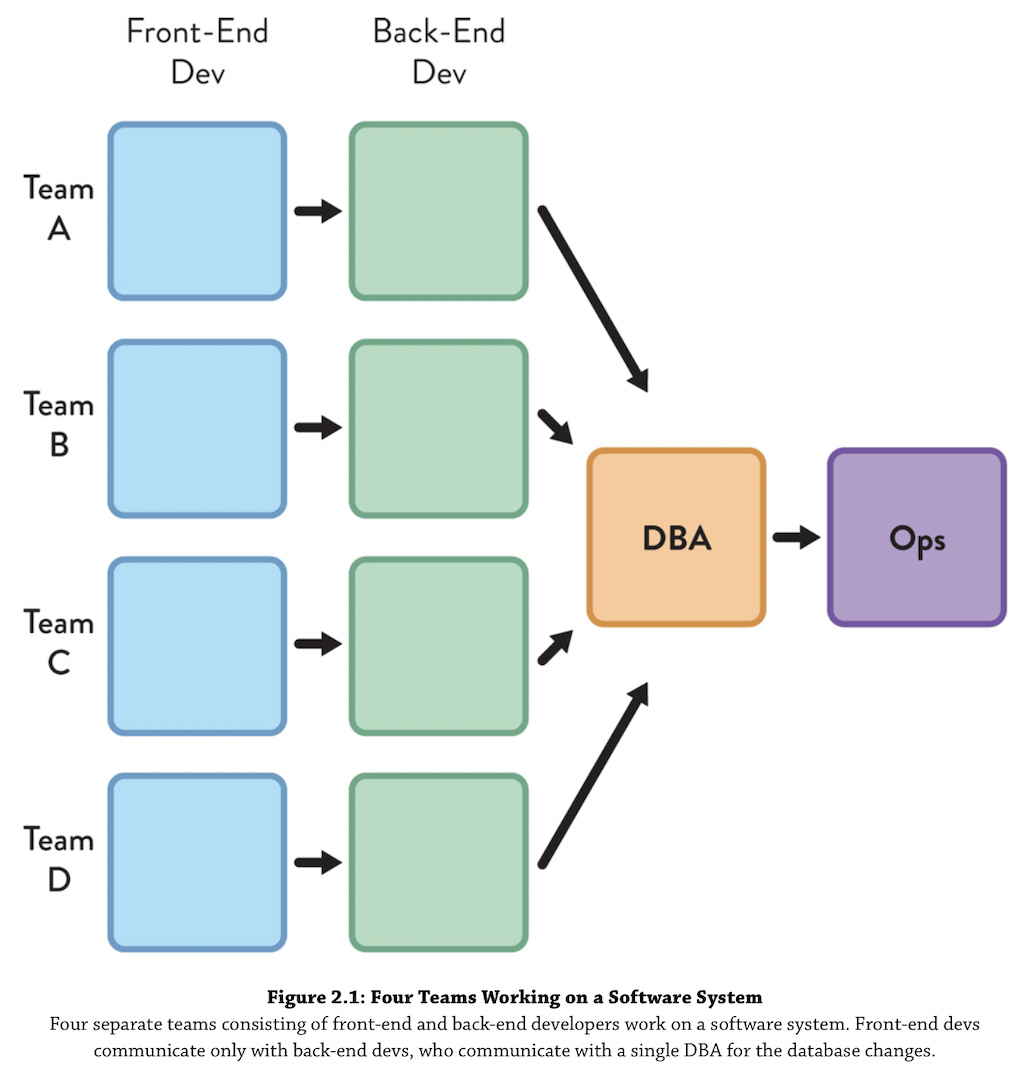 Front-End
Dev
Back-End
Dev
Team
A
Team
B
DBA
Ops
Team
C
Team
D
Figure 2.1: Four Teams Working on a Software System
Four separate teams consisting of front-end and back-end developers work on a software system. Front-end devs
communicate only with back-end devs, who communicate with a single DBA for the database changes.